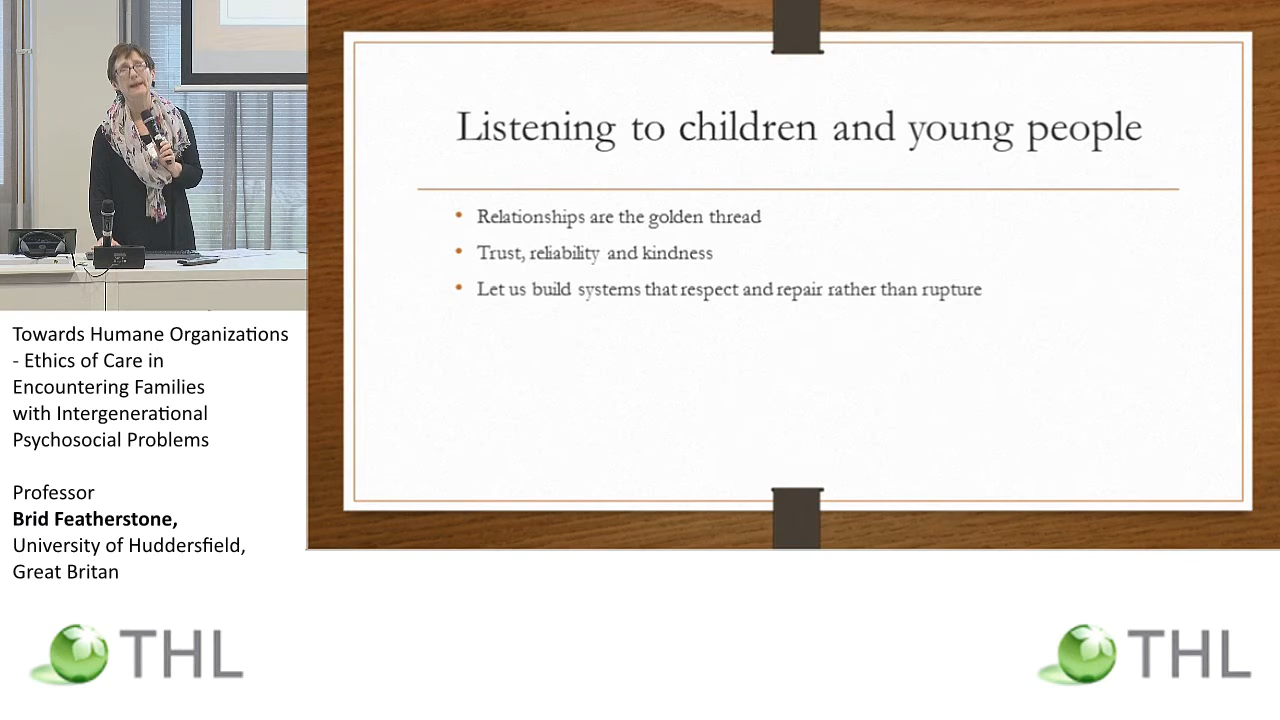 Listening to children and young people
• Relationships are the golden thread
• Trust, reliability and kindness
• Let us build systems that respect and repair rather than rupture
Towards Humane Organizations
- Ethics of Care in
Encountering Families
with Intergenerational
Psychosocial Problems
Professor
Brid Featherstone,
University of Huddersfield,
Great Britan
THL
THL